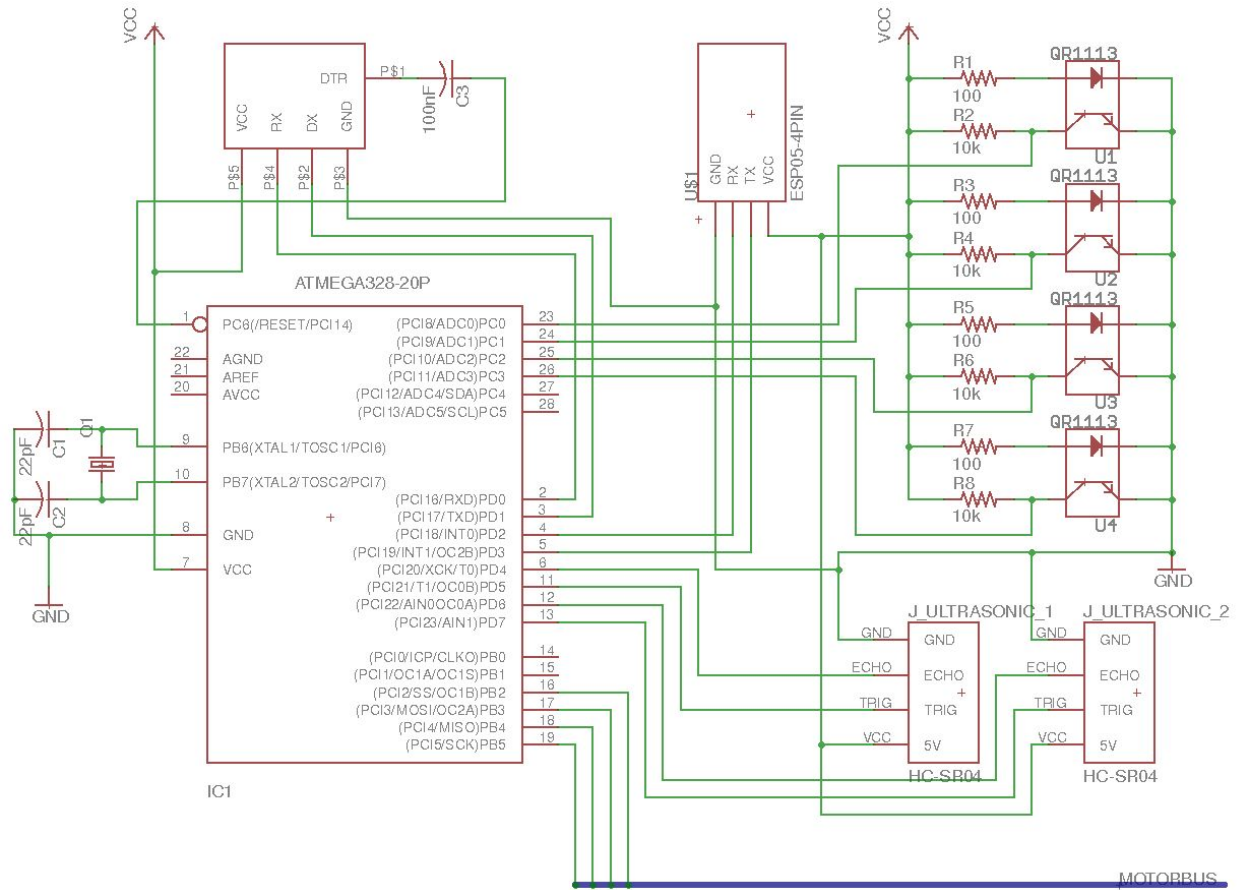 VCC
DTR
P$1
100nF
C3
VCC
RX
DX
GND
P$5
P$4
P$2
P$3
U$1
GND
RX
TX
VCC
ESP05-4PIN
VCC
R1
100
R2
10k
QR1113
U1
R3
100
R4
10k
QR1113
U2
R5
100
R6
10k
QR1113
U3
R7
100
R8
10k
QR1113
U4
GND
ATMEGA328-20P
1 PC6(/RESET/PCI14)
22 AGND
21 AREF
20 AVCC
9 PB6(XTAL1/TOSC1/PCI6)
10 PB7(XTAL2/TOSC2/PCI7)
8 GND
7 VCC
(PCI8/ADC0)PC0 23
(PCI9/ADC1)PC1 24
(PCI10/ADC2)PC2 25
(PCI11/ADC3)PC3 26
(PCI12/ADC4/SDA)PC4 27
(PCI13/ADC5/SCL)PC5 28
(PCI16/RXD)PD0 2
(PCI17/TXD)PD1 3
(PCI18/INT0)PD2 4
(PCI19/INT1/OC2B)PD3 5
(PCI20/XCK/T0)PD4 6
(PCI21/T1/OC0B)PD5 11
(PCI22/AIN0OC0A)PD6 12
(PCI23/AIN1)PD7 13
(PCI0/ICP/CLKO)PB0 14
(PCI1/OC1A/OC1S)PB1 15
(PCI2/SS/OC1B)PB2 16
(PCI3/MOSI/OC2A)PB3 17
(PCI4/MISO)PB4 18
(PCI5/SCK)PB5 19
IC1
22pF
C1
Q1
22pF
C2
GND
J_ULTRASONIC_1
GND GND
ECHO ECHO
TRIG TRIG
VCC 5V
HC-SR04
J_ULTRASONIC_2
GND GND
ECHO ECHO
TRIG TRIG
VCC 5V
HC-SR04
MOTORBUS